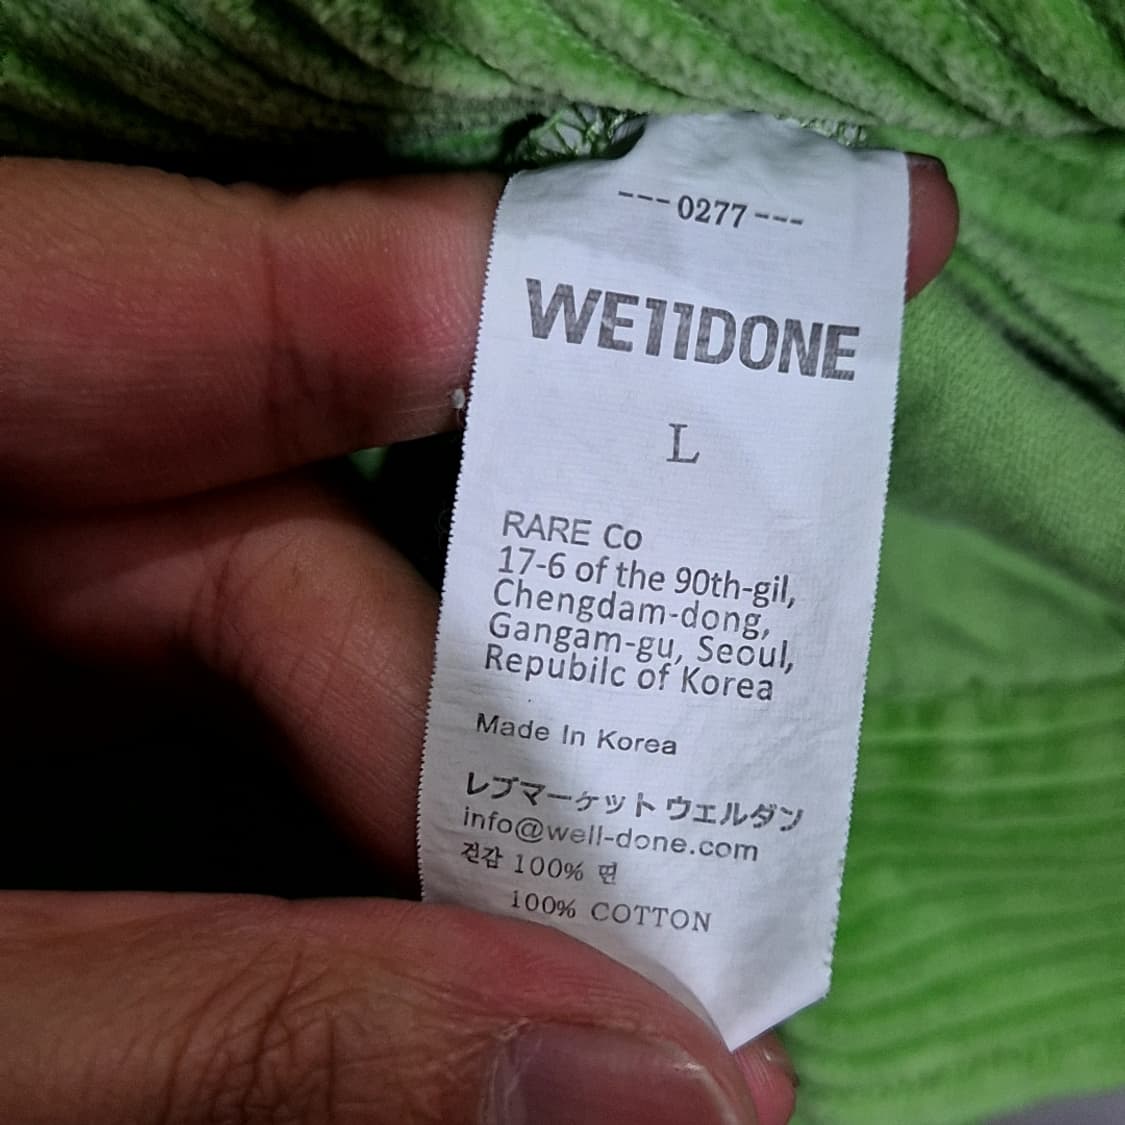 ---0277---
WE11DONE
L
RARE Co
17-6 of the 90th-gil,
Chengdam-dong,
Gangam-gu, Seoul,
Repubilc of Korea
Made In Korea
レプマーケット ウェルダン
info@well-done.com
겉감 100% 면
100% COTTON